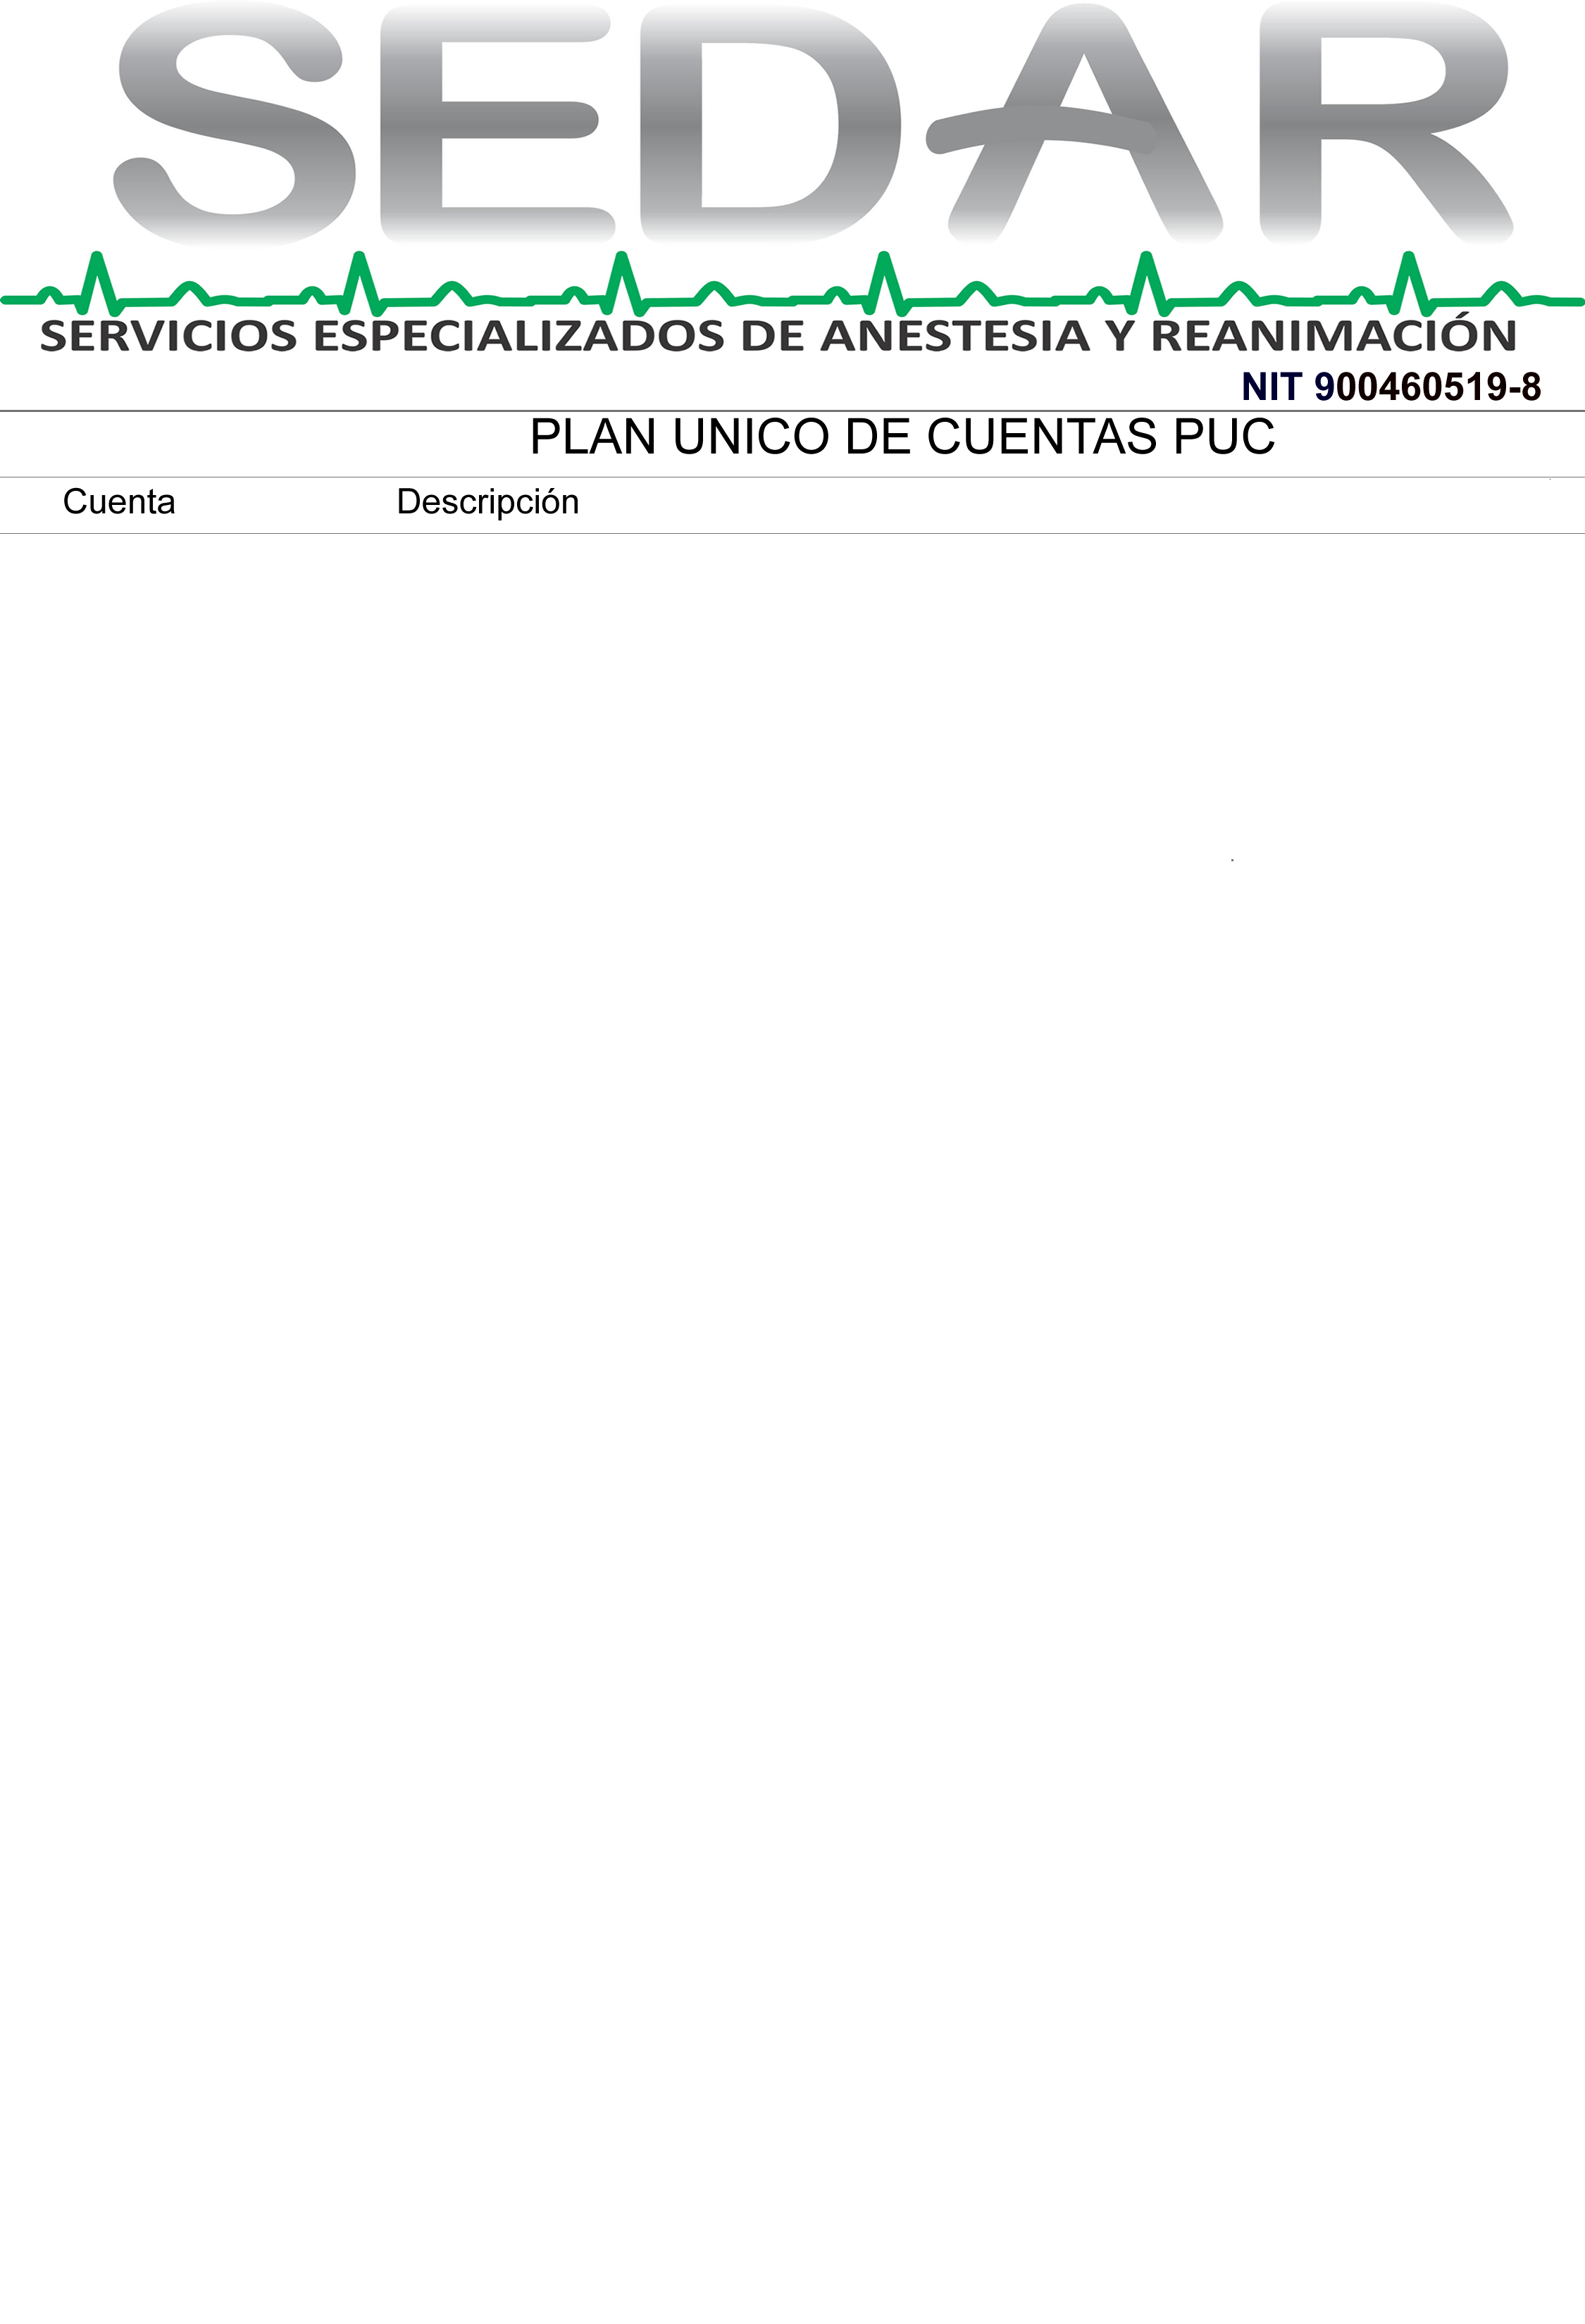 SEDAR
SERVICIOS ESPECIALIZADOS DE ANESTESIA Y REANIMACIÓN
NIT 900460519-8
PLAN UNICO DE CUENTAS PUC
Cuenta Descripción